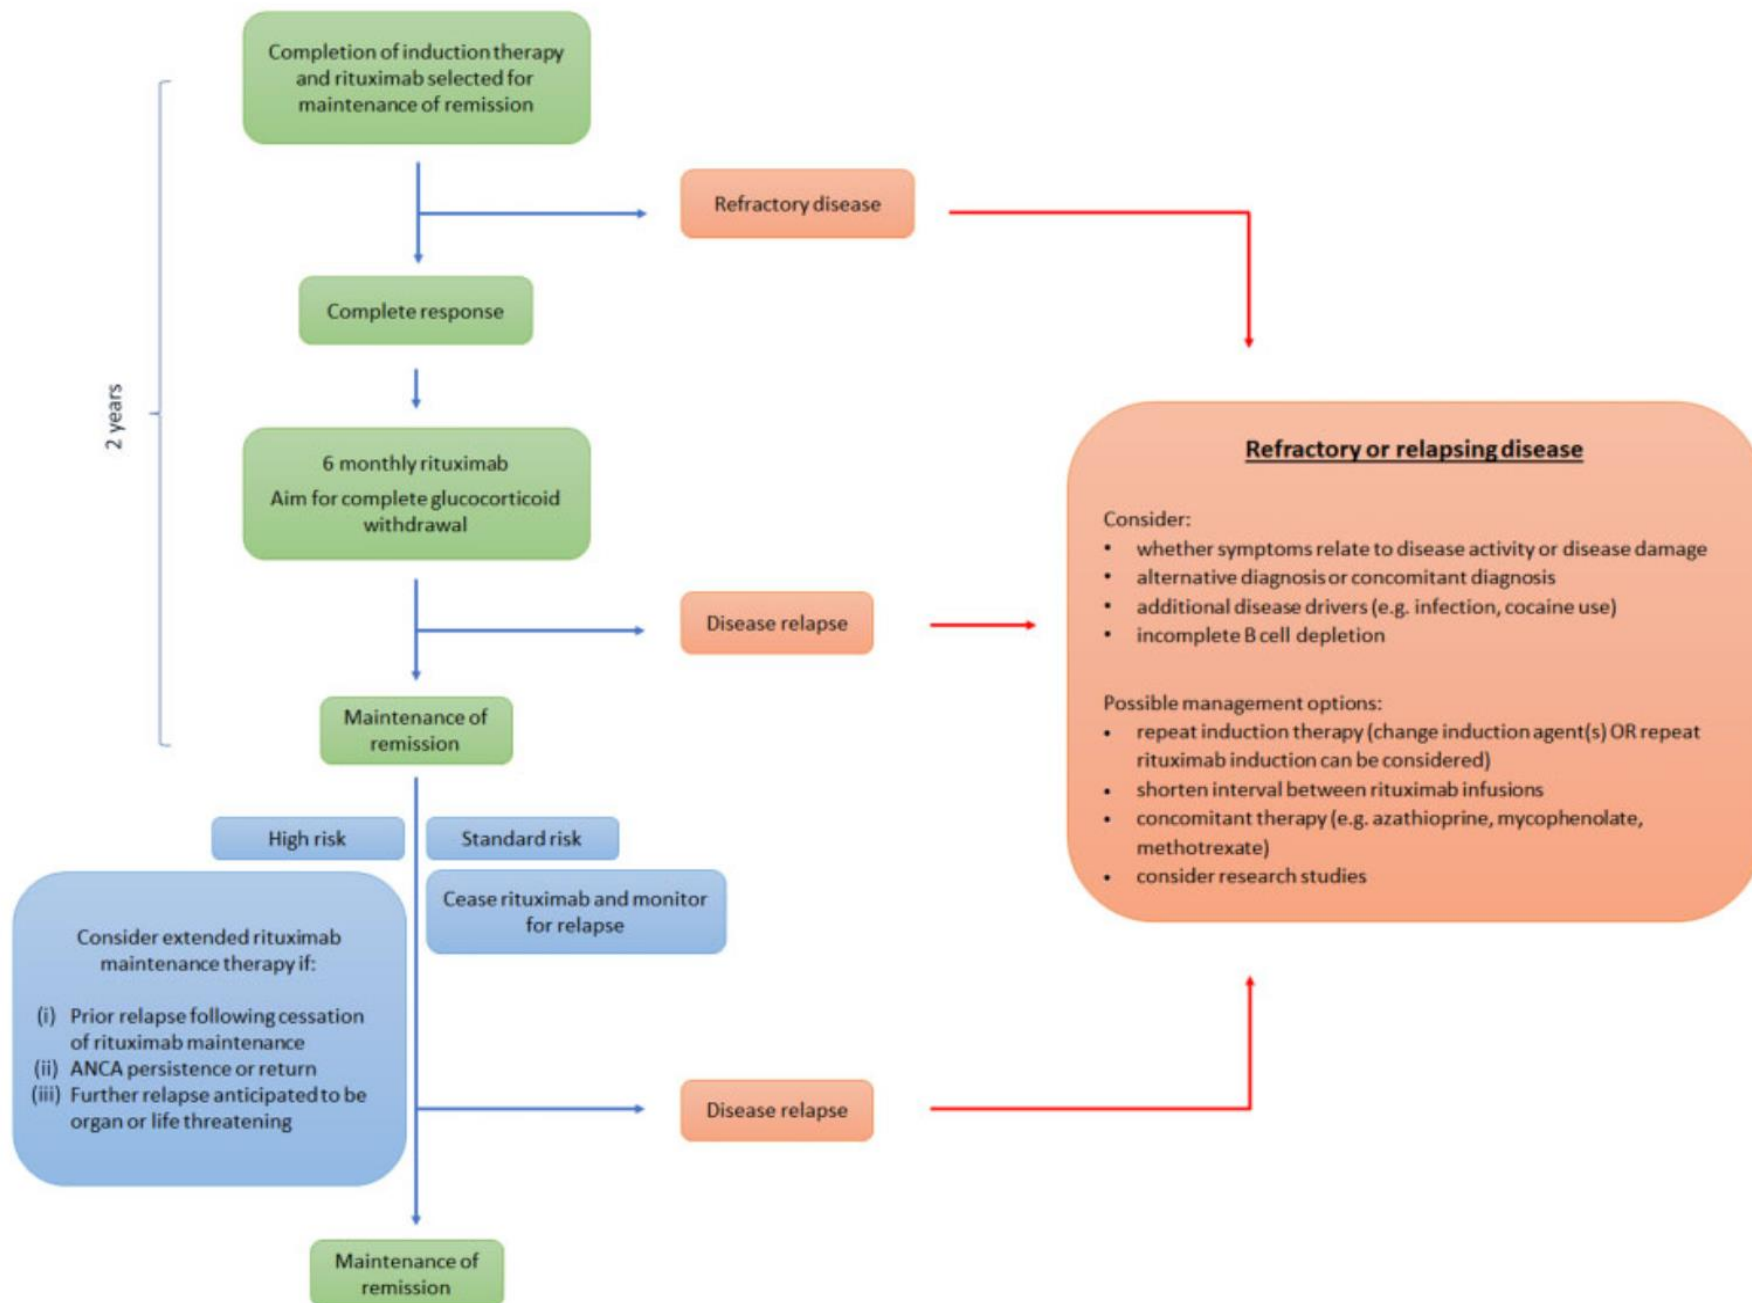 Completion of induction therapy
and rituximab selected for
maintenance of remission
Refractory disease
Complete response
2 years
6 monthly rituximab
Aim for complete glucocorticoid
withdrawal
Disease relapse
Maintenance of
remission
High risk
Standard risk
Cease rituximab and monitor
for relapse
Consider extended rituximab
maintenance therapy if:
(i) Prior relapse following cessation
of rituximab maintenance
(ii) ANCA persistence or return
(iii) Further relapse anticipated to be
organ or life threatening
Disease relapse
Maintenance of
remission
Refractory or relapsing disease
Consider:
• whether symptoms relate to disease activity or disease damage
• alternative diagnosis or concomitant diagnosis
• additional disease drivers (e.g. infection, cocaine use)
• incomplete B cell depletion
Possible management options:
• repeat induction therapy (change induction agent(s) OR repeat
rituximab induction can be considered)
• shorten interval between rituximab infusions
• concomitant therapy (e.g. azathioprine, mycophenolate,
methotrexate)
• consider research studies